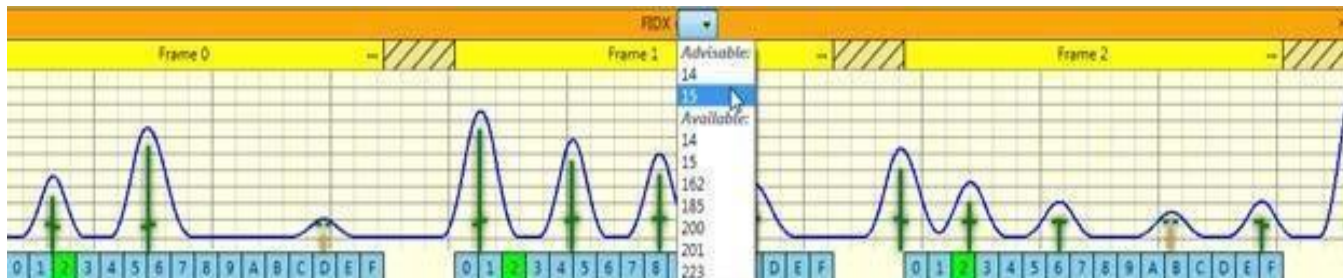 FIDX
Frame 0 --
Frame 1 --
Frame 2 --
Advisable:
14
15
Available:
14
15
162
185
200
201
223
0 1 2 3 4 5 6 7 8 9 A B C D E F
0 1 2 3 4 5 6 7 8 D E F
0 1 2 3 4 5 6 7 8 9 A B C D E F